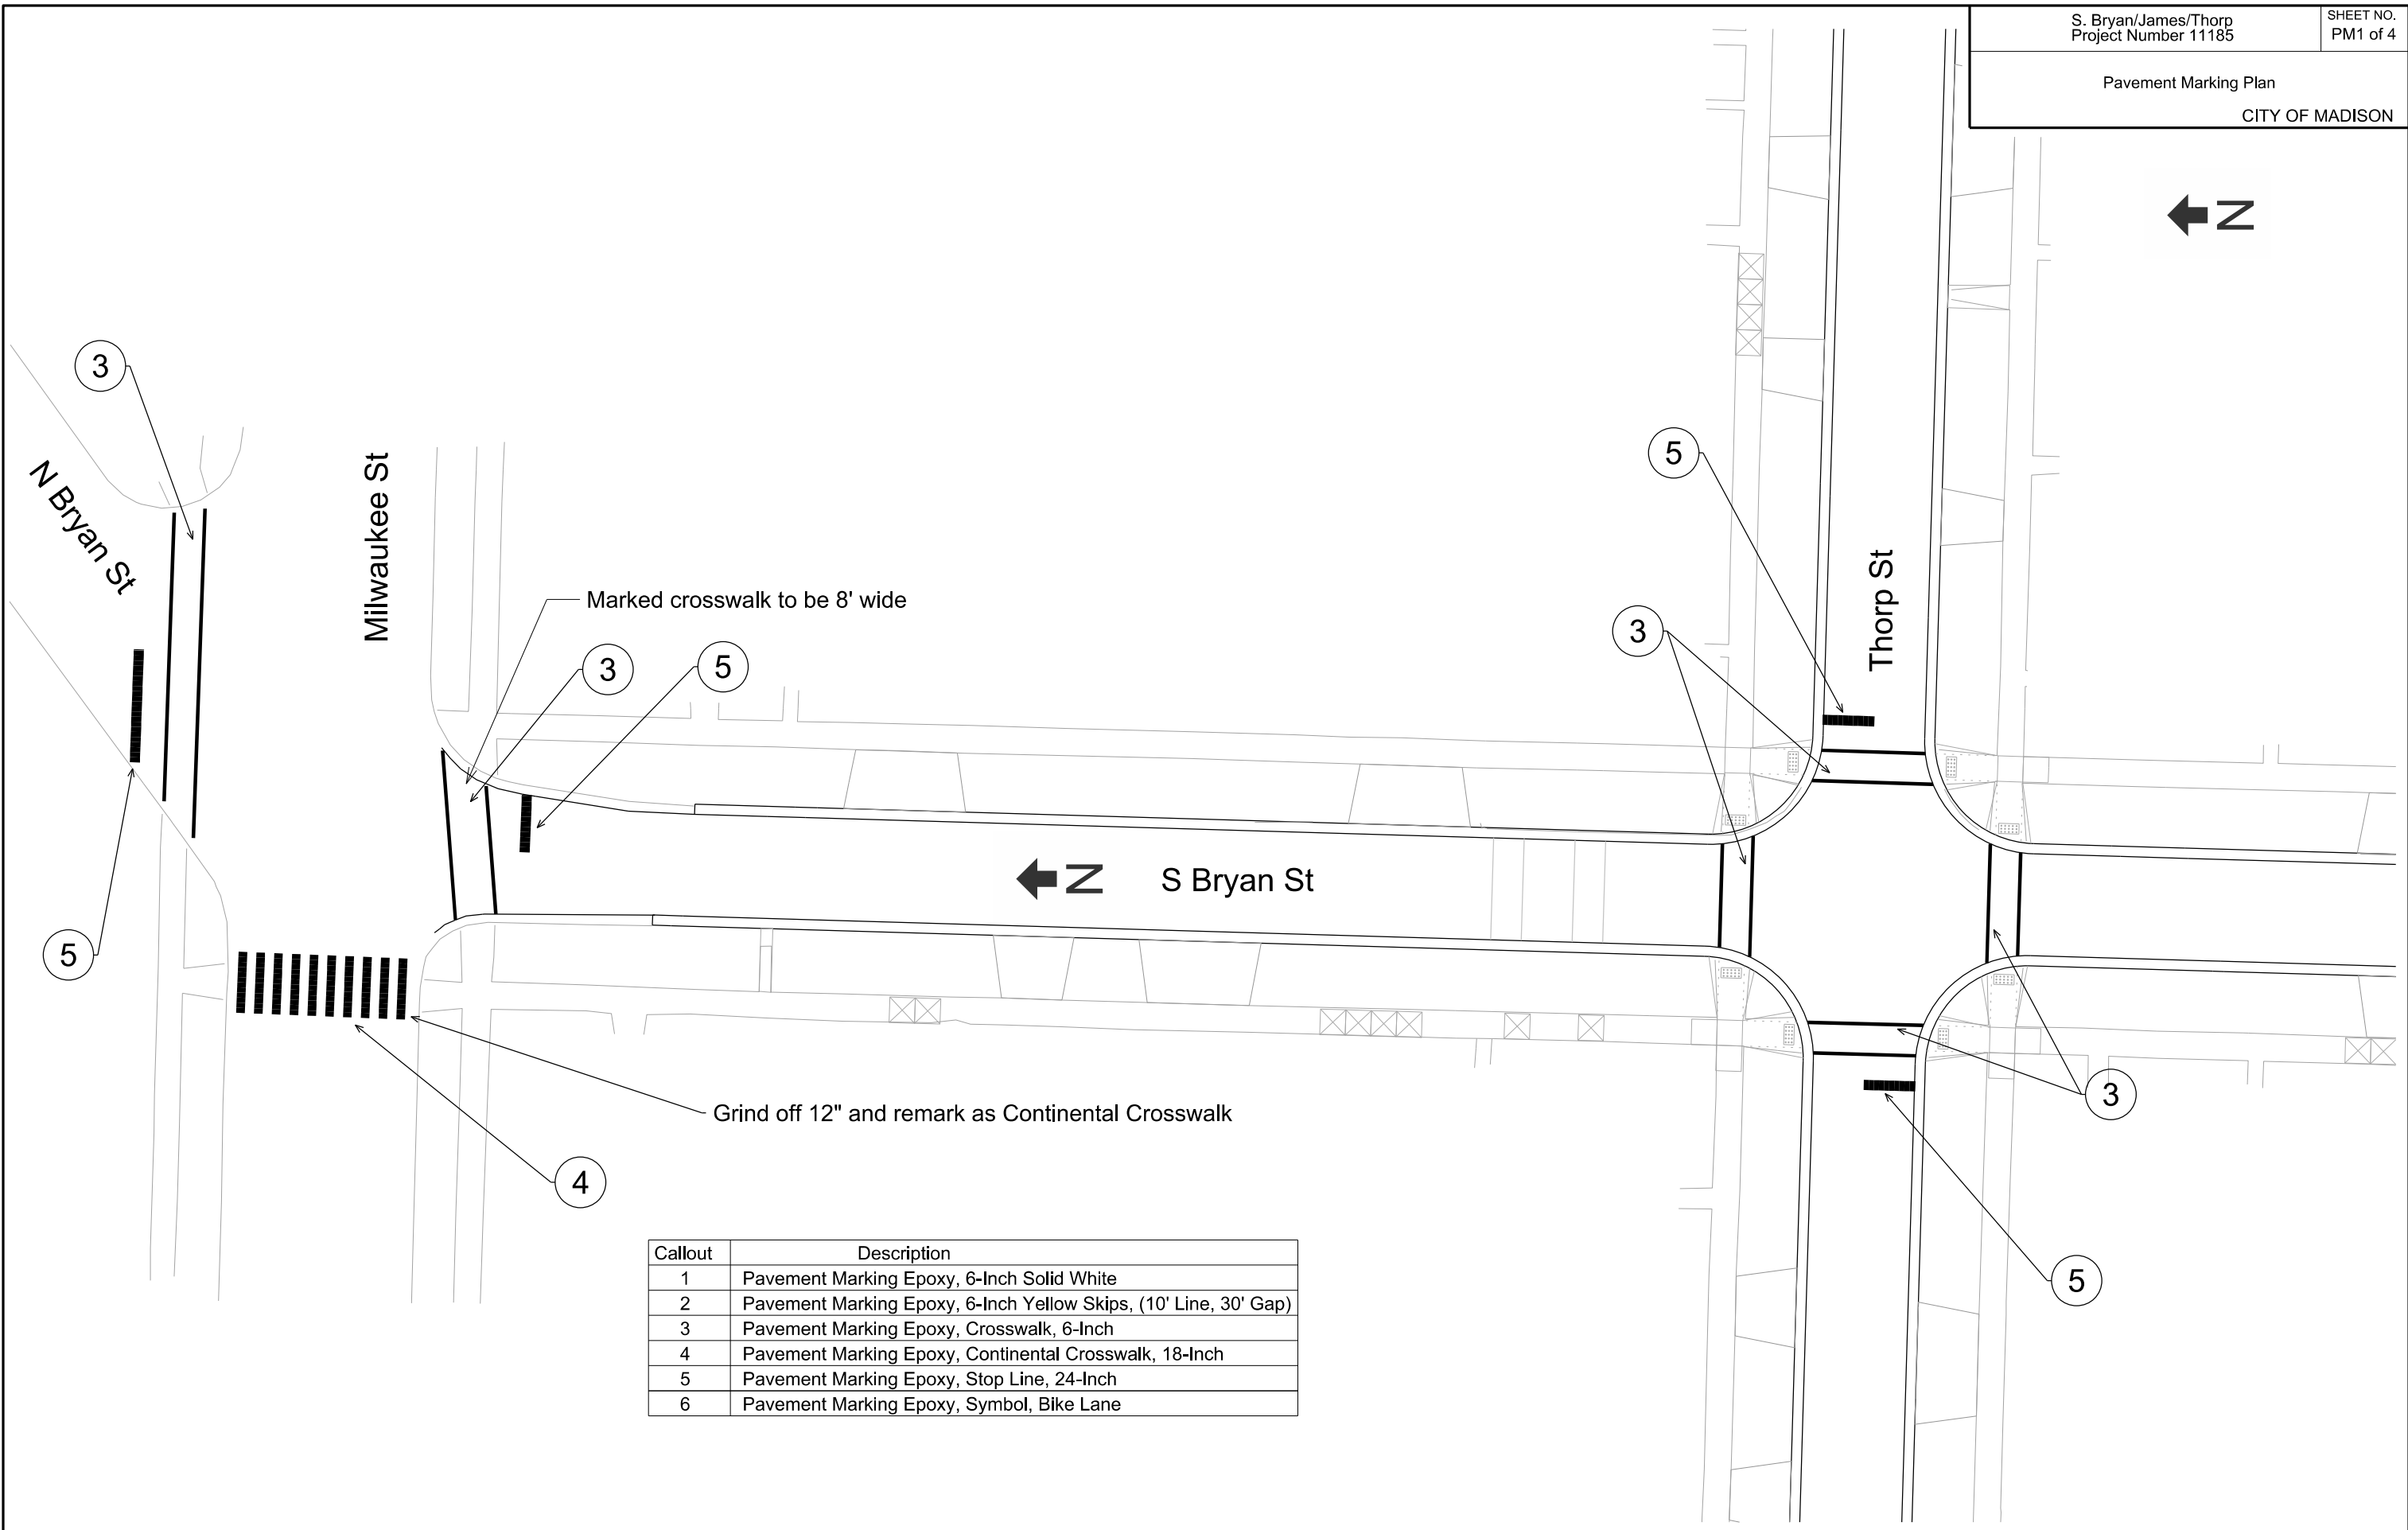 S. Bryan/James/Thorp
Project Number 11185
SHEET NO.
PM1 of 4
Pavement Marking Plan
CITY OF MADISON
N
3
N Bryan St
Milwaukee St
5
Marked crosswalk to be 8' wide
3
5
3
Thorp St
N
S Bryan St
5
Grind off 12" and remark as Continental Crosswalk
4
3
5
Callout Description
1 Pavement Marking Epoxy, 6-Inch Solid White
2 Pavement Marking Epoxy, 6-Inch Yellow Skips, (10' Line, 30' Gap)
3 Pavement Marking Epoxy, Crosswalk, 6-Inch
4 Pavement Marking Epoxy, Continental Crosswalk, 18-Inch
5 Pavement Marking Epoxy, Stop Line, 24-Inch
6 Pavement Marking Epoxy, Symbol, Bike Lane